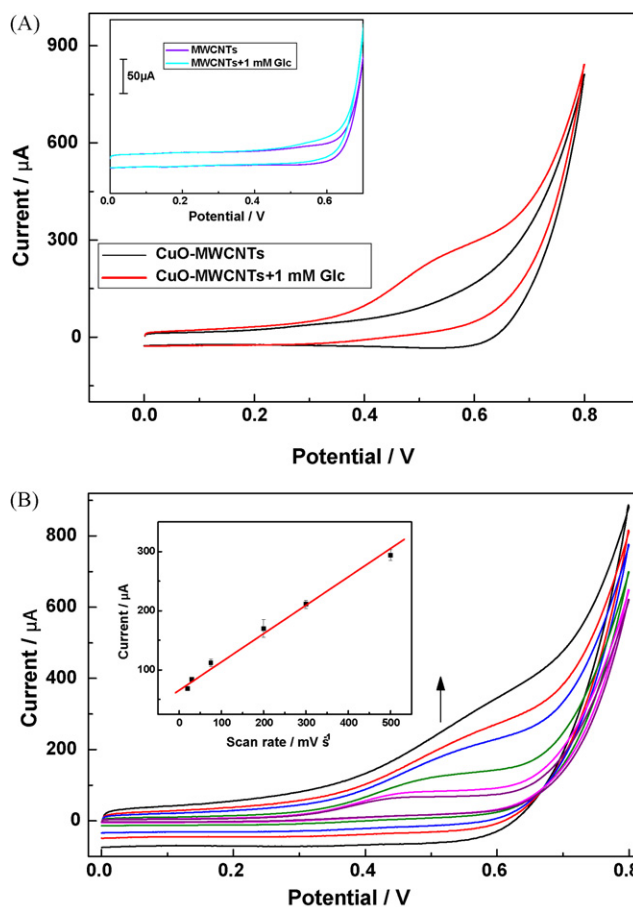 (A)
900
600
300
0
Current / μA
0.0 0.2 0.4 0.6 0.8
Potential / V
50μA
MWCNTs
MWCNTs+1 mM Glc
0.0 0.2 0.4 0.6
Potential / V
CuO-MWCNTs
CuO-MWCNTs+1 mM Glc
(B)
800
600
400
200
0
Current / μA
0.0 0.2 0.4 0.6 0.8
Potential / V
300
200
100
Current / μA
0 100 200 300 400 500
Scan rate / mV s-1